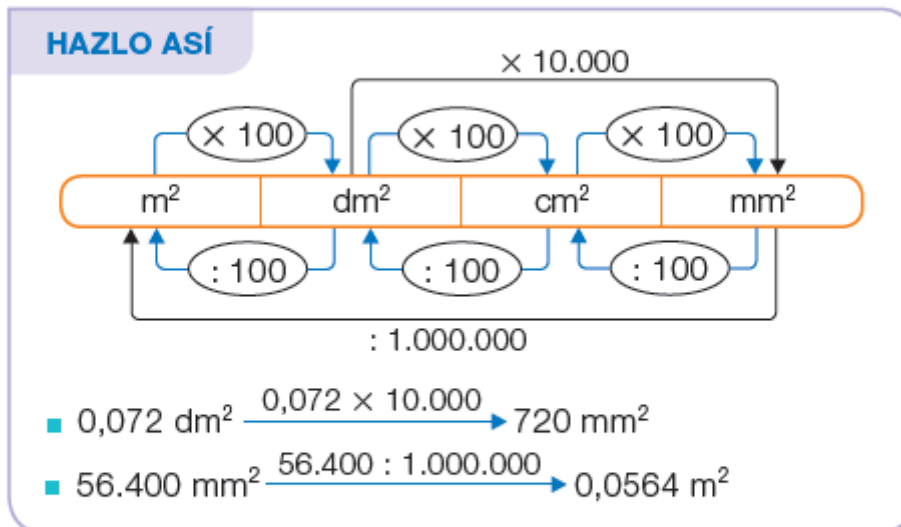 HAZLO ASÍ
× 10.000
× 100 × 100 × 100
m² dm² cm² mm²
: 100 : 100 : 100
: 1.000.000
0,072 dm² 0,072 × 10.000 720 mm²
56.400 mm² 56.400 : 1.000.000 0,0564 m²